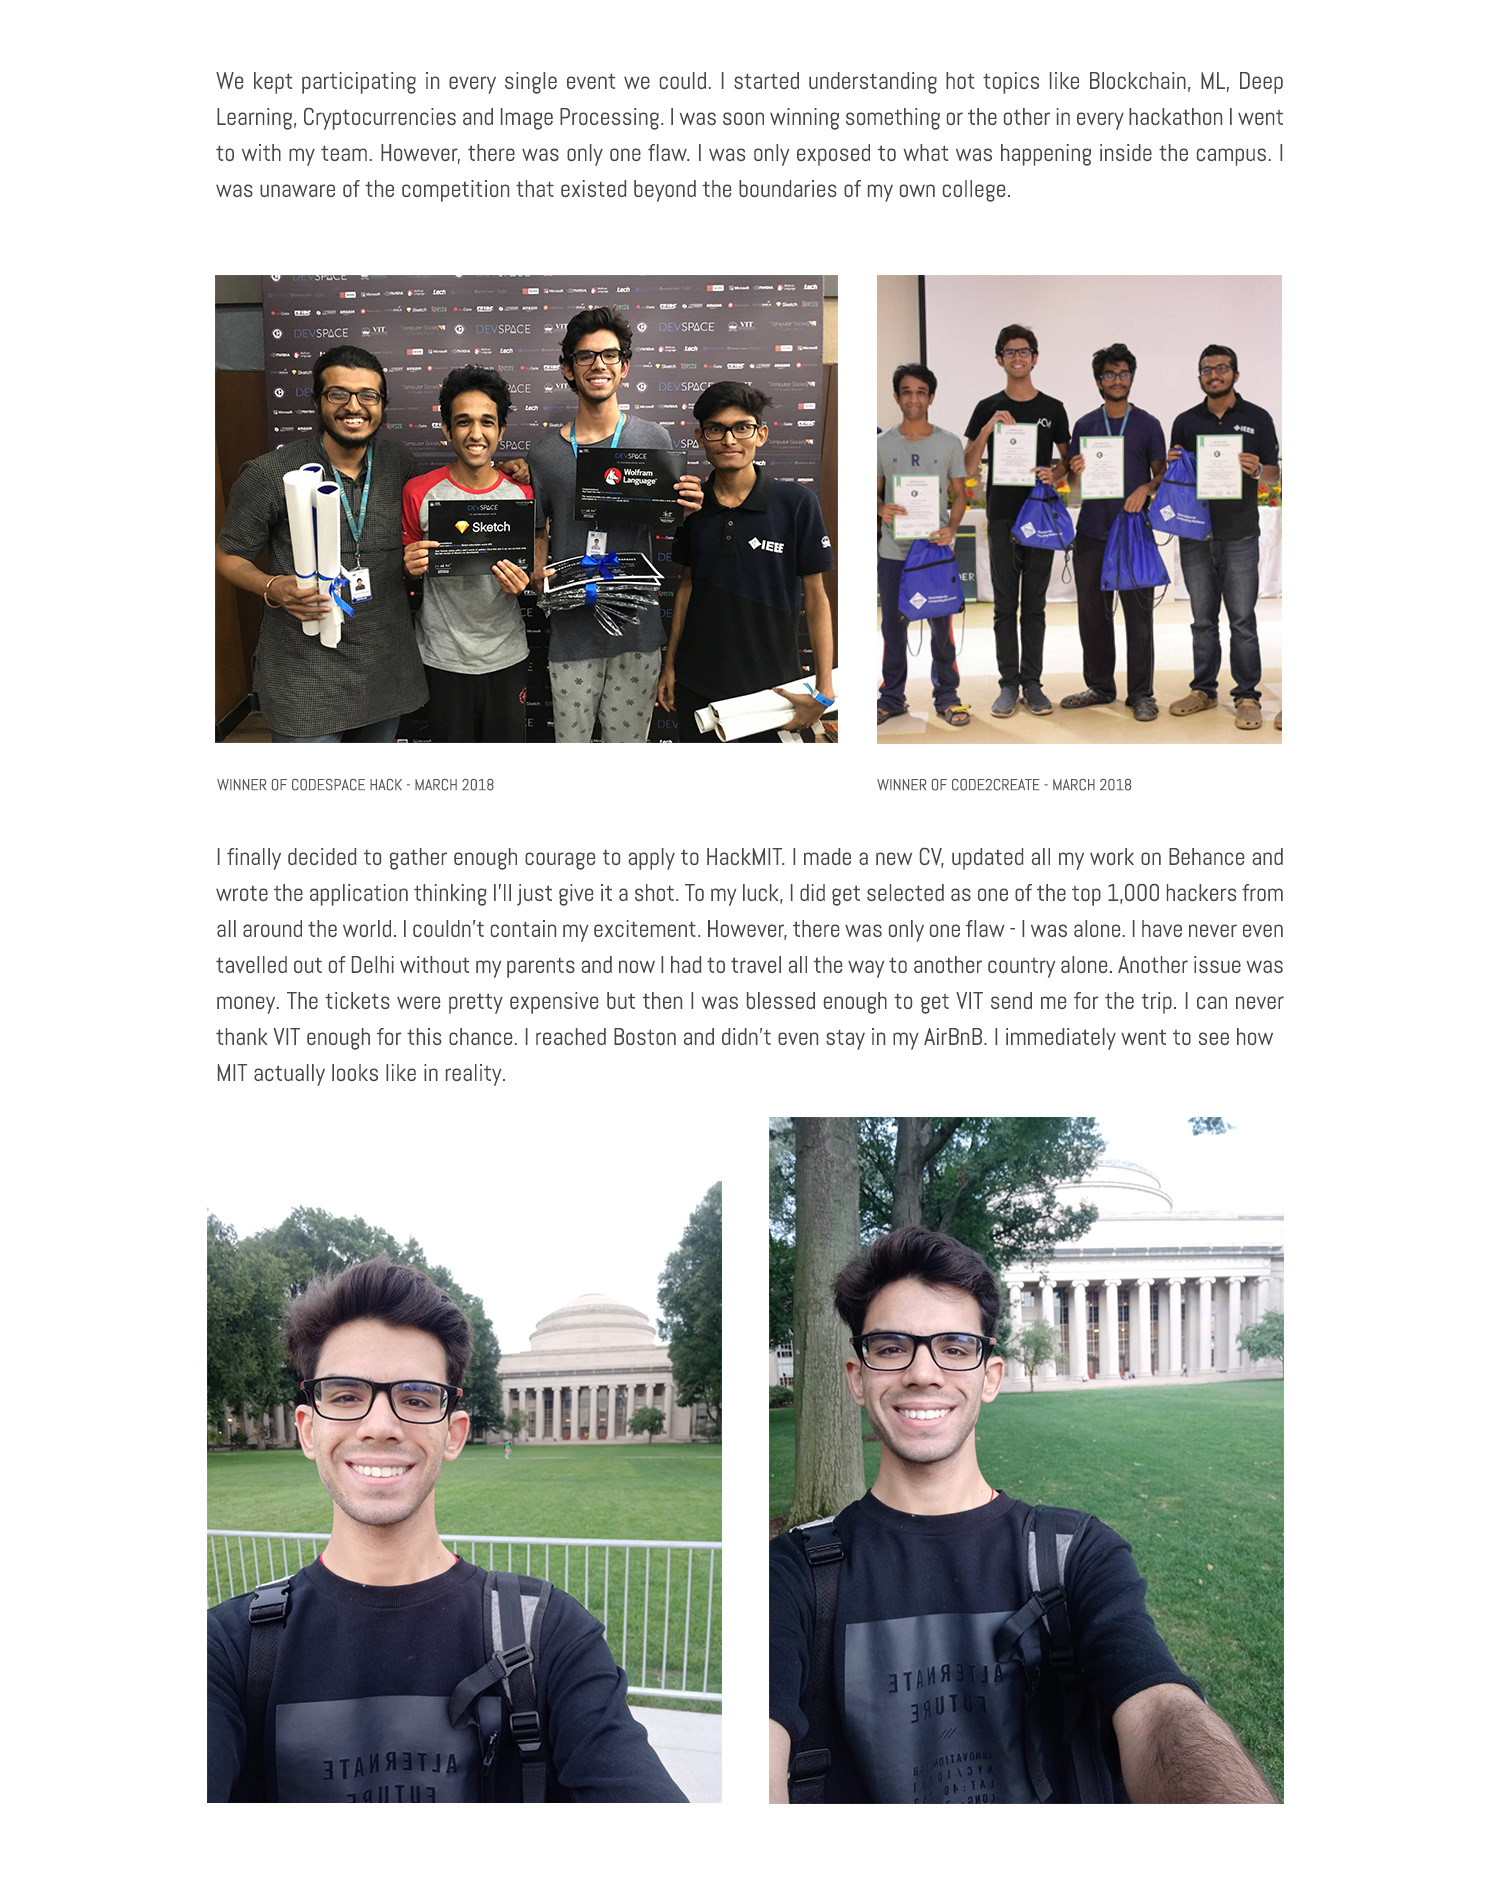 We kept participating in every single event we could. I started understanding hot topics like Blockchain, ML, Deep
Learning, Cryptocurrencies and Image Processing. I was soon winning something or the other in every hackathon I went
to with my team. However, there was only one flaw. I was only exposed to what was happening inside the campus. I
was unaware of the competition that existed beyond the boundaries of my own college.
DEVSPACE
VIT
DEVSPACE
VIT
DEVSPACE
Wolfram
Language
DEVSPACE
Sketch
IEEE
R
IEEE
WINNER OF CODESPACE HACK - MARCH 2018
WINNER OF CODE2CREATE - MARCH 2018
I finally decided to gather enough courage to apply to HackMIT. I made a new CV, updated all my work on Behance and
wrote the application thinking I'll just give it a shot. To my luck, I did get selected as one of the top 1,000 hackers from
all around the world. I couldn't contain my excitement. However, there was only one flaw - I was alone. I have never even
tavelled out of Delhi without my parents and now I had to travel all the way to another country alone. Another issue was
money. The tickets were pretty expensive but then I was blessed enough to get VIT send me for the trip. I can never
thank VIT enough for this chance. I reached Boston and didn't even stay in my AirBnB. I immediately went to see how
MIT actually looks like in reality.
ALTERNATE
FUTURE
ALTERNATE
FUTURE
///